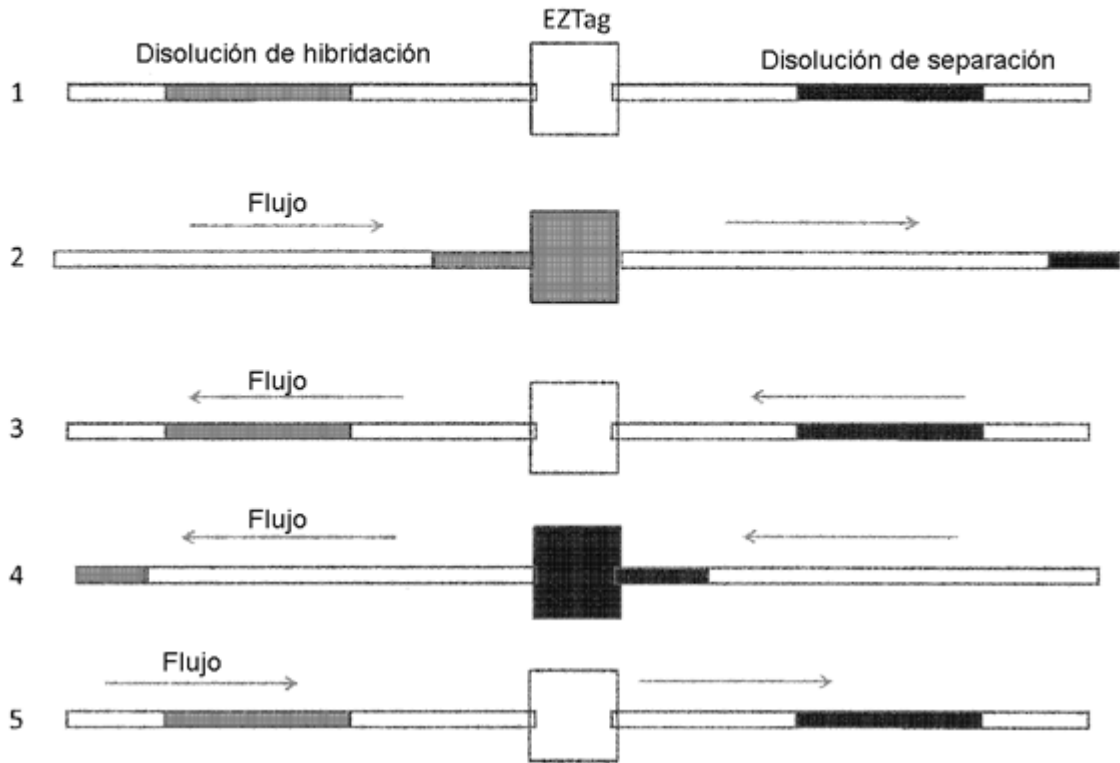 EZTag
Disolución de hibridación
Disolución de separación
1
Flujo
2
Flujo
3
Flujo
4
Flujo
5